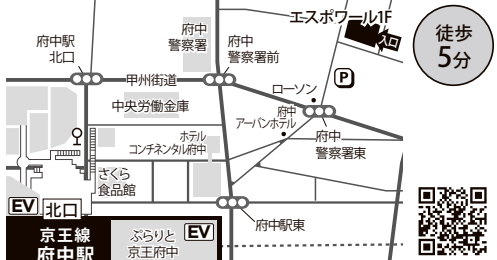 エスポワール1F
入口
徒歩
5分
府中
警察署
府中駅
北口
府中
警察署前
甲州街道
P
ローソン
中央労働金庫
府中
アーバンホテル
府中
警察署東
ホテル
コンチネンタル府中
さくら
食品館
EV
北口
府中駅東
京王線
府中駅
ぷらりと
京王府中
EV